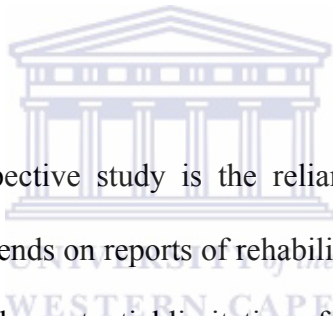 pective study is the relian
ends on reports of rehabili
UNIVERSITY of the
WESTERN CAPE